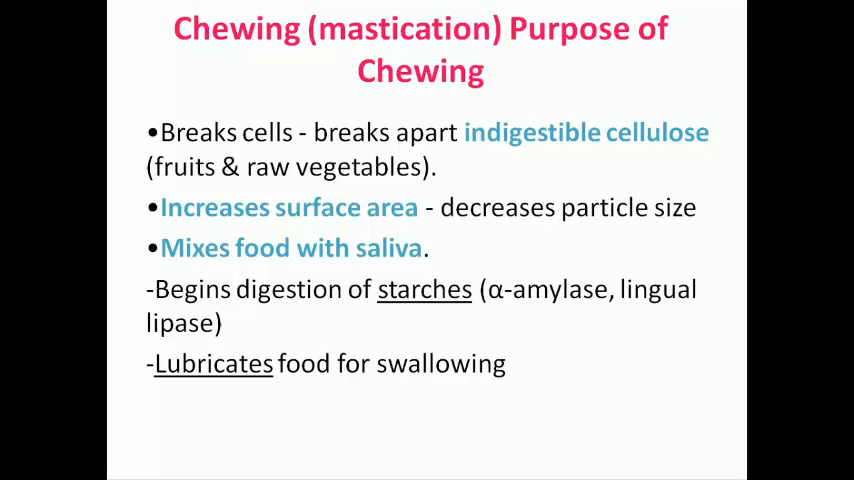 Chewing (mastication) Purpose of
Chewing
•Breaks cells - breaks apart indigestible cellulose
(fruits & raw vegetables).
•Increases surface area - decreases particle size
•Mixes food with saliva.
-Begins digestion of starches (α-amylase, lingual
lipase)
-Lubricates food for swallowing